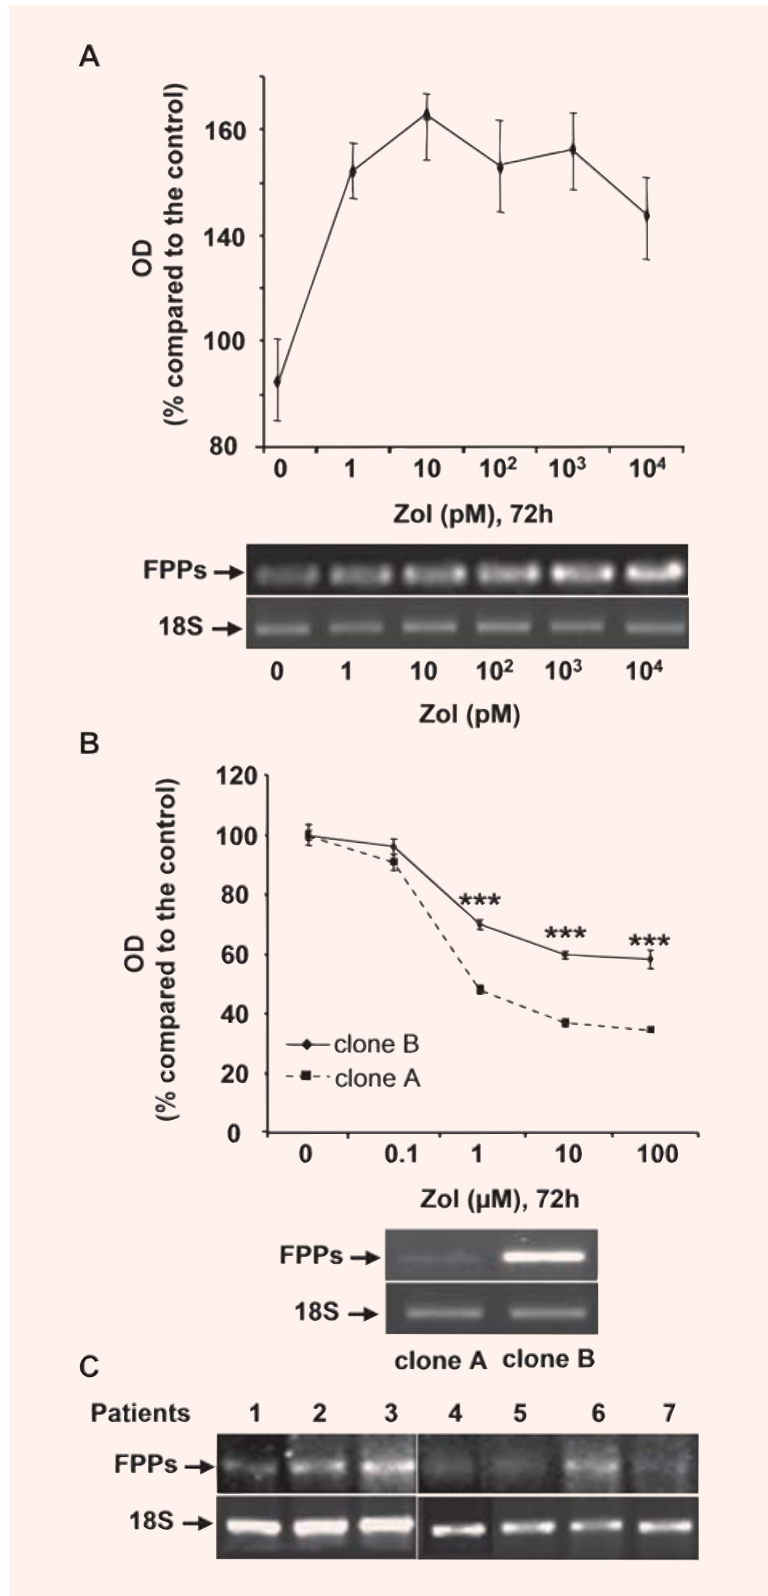 A
OD
(% compared to the control)
160
140
100
80
0 1 10 10² 10³ 10⁴
Zol (pM), 72h
FPPs
18S
0 1 10 10² 10³ 10⁴
Zol (pM)
B
OD
(% compared to the control)
120
100
80
60
40
20
0
*** *** ***
clone B
clone A
0 0.1 1 10 100
Zol (µM), 72h
FPPs
18S
clone A clone B
C
Patients 1 2 3 4 5 6 7
FPPs
18S